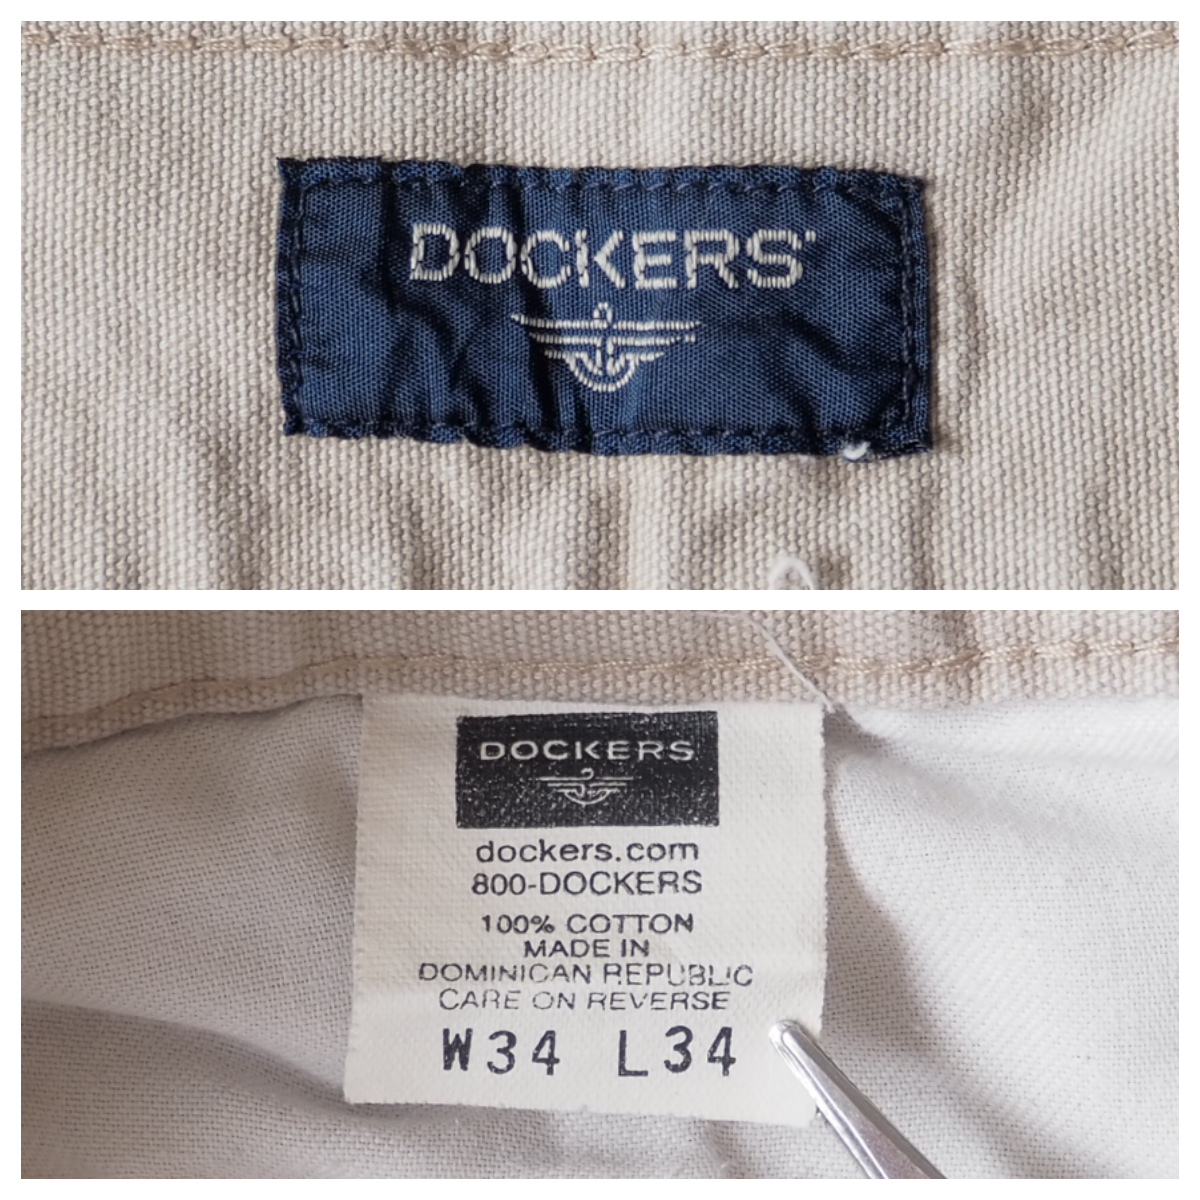 DOCKERS
DOCKERS
dockers.com
800-DOCKERS
100% COTTON
MADE IN
DOMINICAN REPUBLIC
CARE ON REVERSE
W34 L34